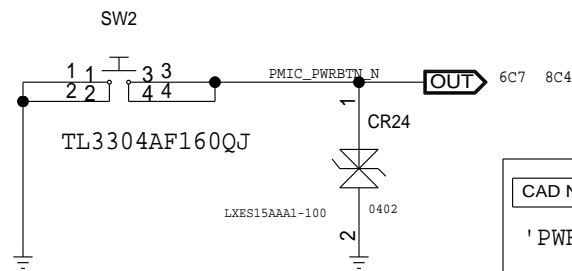 SW2
1 1 3 3
2 2 4 4
TL3304AF160QJ
PMIC_PWRBTN_N
OUT 6C7 8C4
1
CR24
LXES15AAA1-100 0402
2
CAD N
'PWR